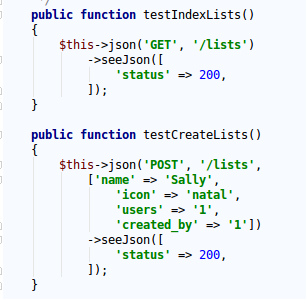 */
public function testIndexLists()
{
$this->json('GET', '/lists')
->seeJson([
'status' => 200,
]);
}
public function testCreateLists()
{
$this->json('POST', '/lists',
['name' => 'Sally',
'icon' => 'natal',
'users' => '1',
'created_by' => '1'])
->seeJson([
'status' => 200,
]);
}